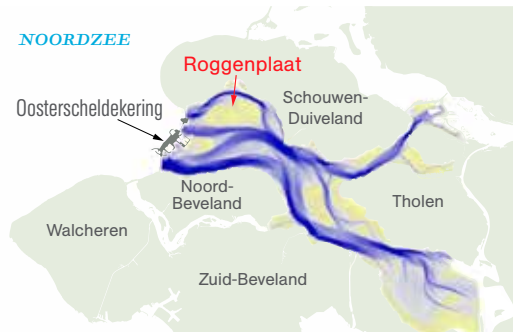 NOORDZEE
Roggenplaat
Oosterscheldekering
Schouwen-
Duiveland
Noord-
Beveland
Tholen
Walcheren
Zuid-Beveland